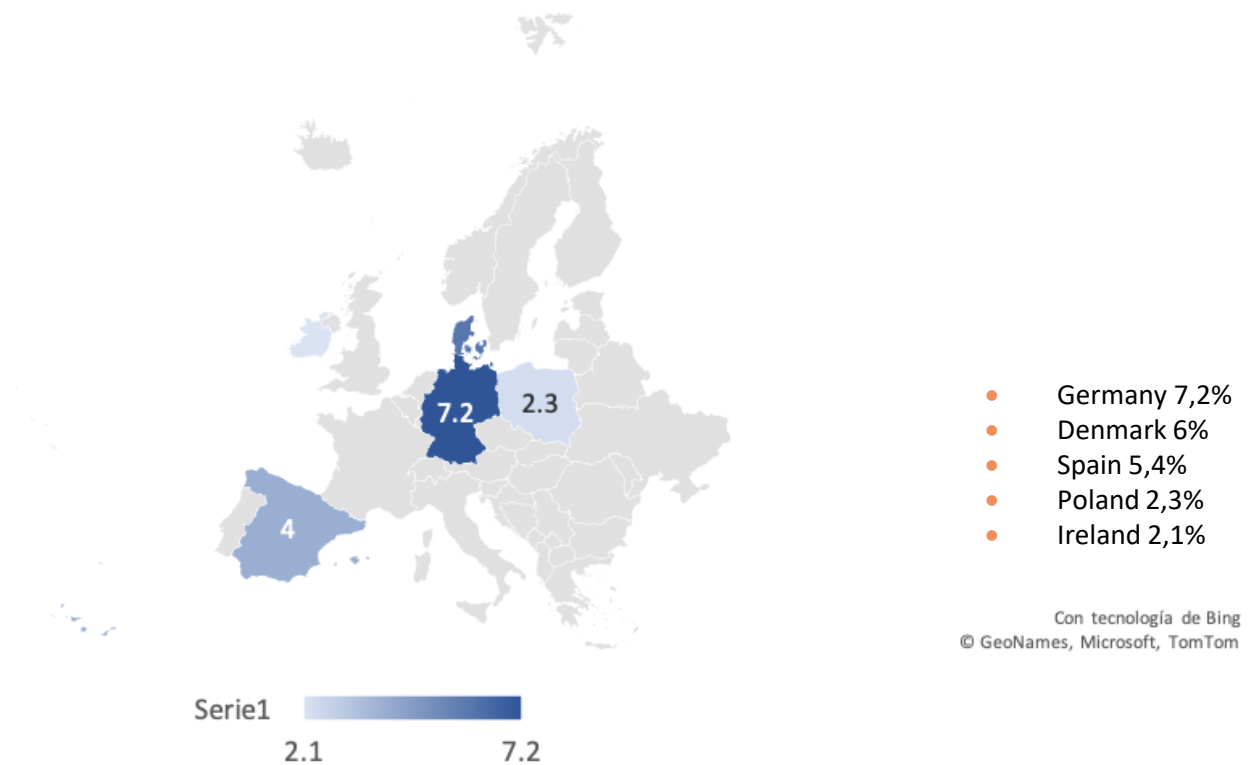 7.2
2.3
4
• Germany 7,2%
• Denmark 6%
• Spain 5,4%
• Poland 2,3%
• Ireland 2,1%
Con tecnología de Bing
© GeoNames, Microsoft, TomTom
Serie1
2.1 7.2